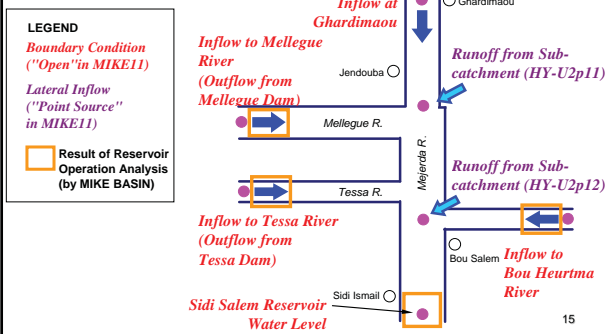 LEGEND
Boundary Condition
("Open"in MIKE11)
Lateral Inflow
("Point Source"
in MIKE11)
Result of Reservoir
Operation Analysis
(by MIKE BASIN)
Inflow at
Ghardimaou
Ghardimaou
Inflow to Mellegue
River
(Outflow from
Mellegue Dam)
Jendouba
Runoff from Sub-
catchment (HY-U2p11)
Mellegue R.
Mejerda R.
Tessa R.
Runoff from Sub-
catchment (HY-U2p12)
Inflow to Tessa River
(Outflow from
Tessa Dam)
Bou Salem
Inflow to
Bou Heurtma
River
Sidi Ismail
Sidi Salem Reservoir
Water Level
15